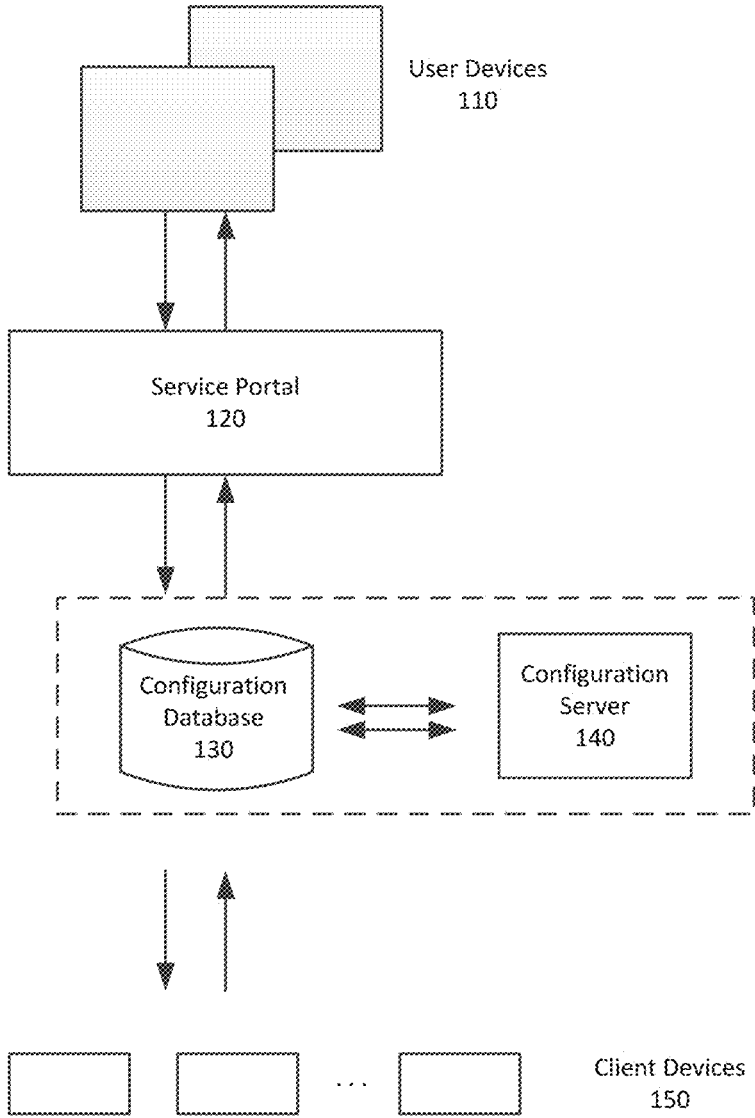 User Devices
110
Service Portal
120
Configuration
Database
130
Configuration
Server
140
. . .
Client Devices
150